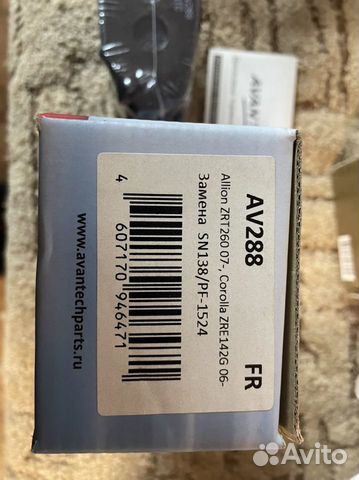 AV288 FR
Allion ZRT260 07-, Corolla ZRE142G 06-
Замена SN138/PF-1524
4 607170 946471
www.avantechparts.ru
AVAN
Avito